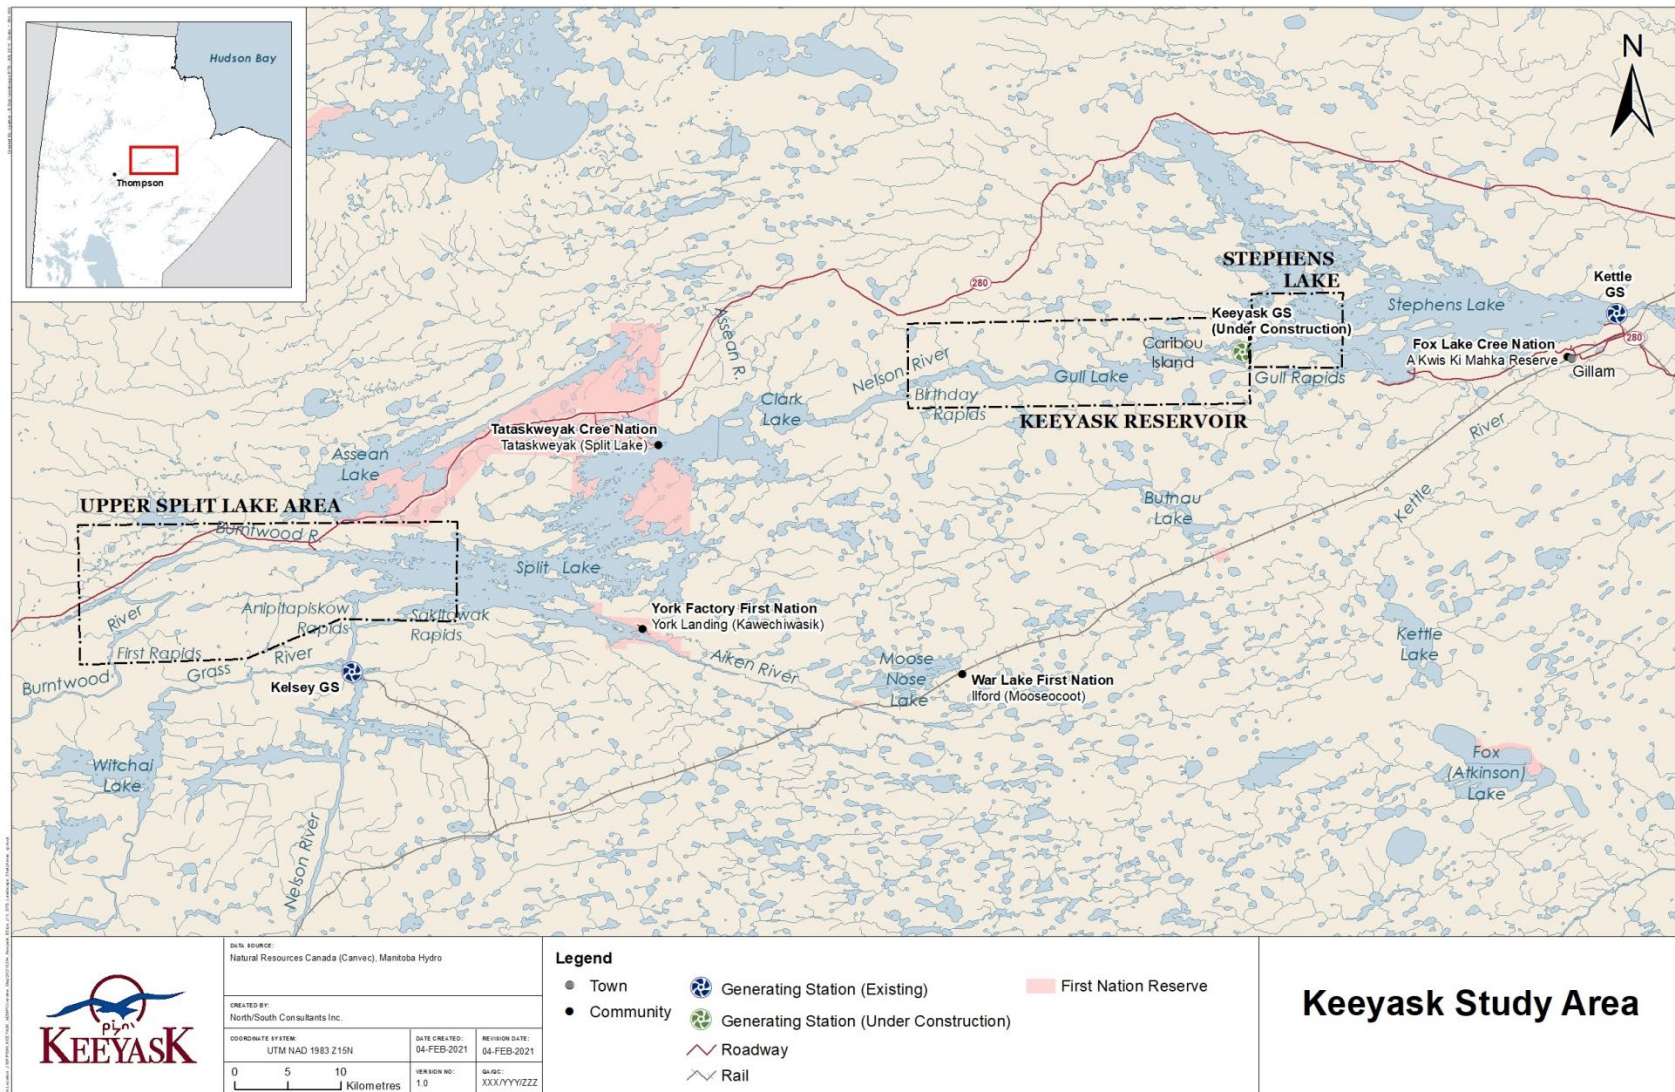 Hudson Bay
Thompson
N
280
STEPHENS
LAKE
Kettle
GS
Stephens Lake
Keeyask GS
(Under Construction)
Caribou
Island
Fox Lake Cree Nation
A Kwis Ki Mahka Reserve
280
Gillam
Gull Rapids
Gull Lake
Nelson River
Birthday
Rapids
KEEYASK RESERVOIR
Assean R.
Clark
Lake
Tataskweyak Cree Nation
Tataskweyak (Split Lake)
Assean
Lake
UPPER SPLIT LAKE AREA
Burntwood R.
Split Lake
Butnau
Lake
Kettle River
Anipitapiskow
Rapids
Sakitowak
Rapids
York Factory First Nation
York Landing (Kawechiwasik)
Aiken River
First Rapids
Burntwood River
Grass River
Kelsey GS
Moose
Nose
Lake
War Lake First Nation
Ilford (Mooseocoot)
Kettle
Lake
Witchai
Lake
Fox
(Atkinson)
Lake
Nelson River
KEEYASK
DATA SOURCE:
Natural Resources Canada (Canvec), Manitoba Hydro
CREATED BY:
North/South Consultants Inc.
COORDINATE SYSTEM:
UTM NAD 1983 Z15N
DATE CREATED:
04-FEB-2021
REVISION DATE:
04-FEB-2021
0 5 10
Kilometres
VERSION NO:
1.0
QA/QC:
XXX/YYY/ZZZ
Legend
Town
Community
Generating Station (Existing)
Generating Station (Under Construction)
Roadway
Rail
First Nation Reserve
Keeyask Study Area